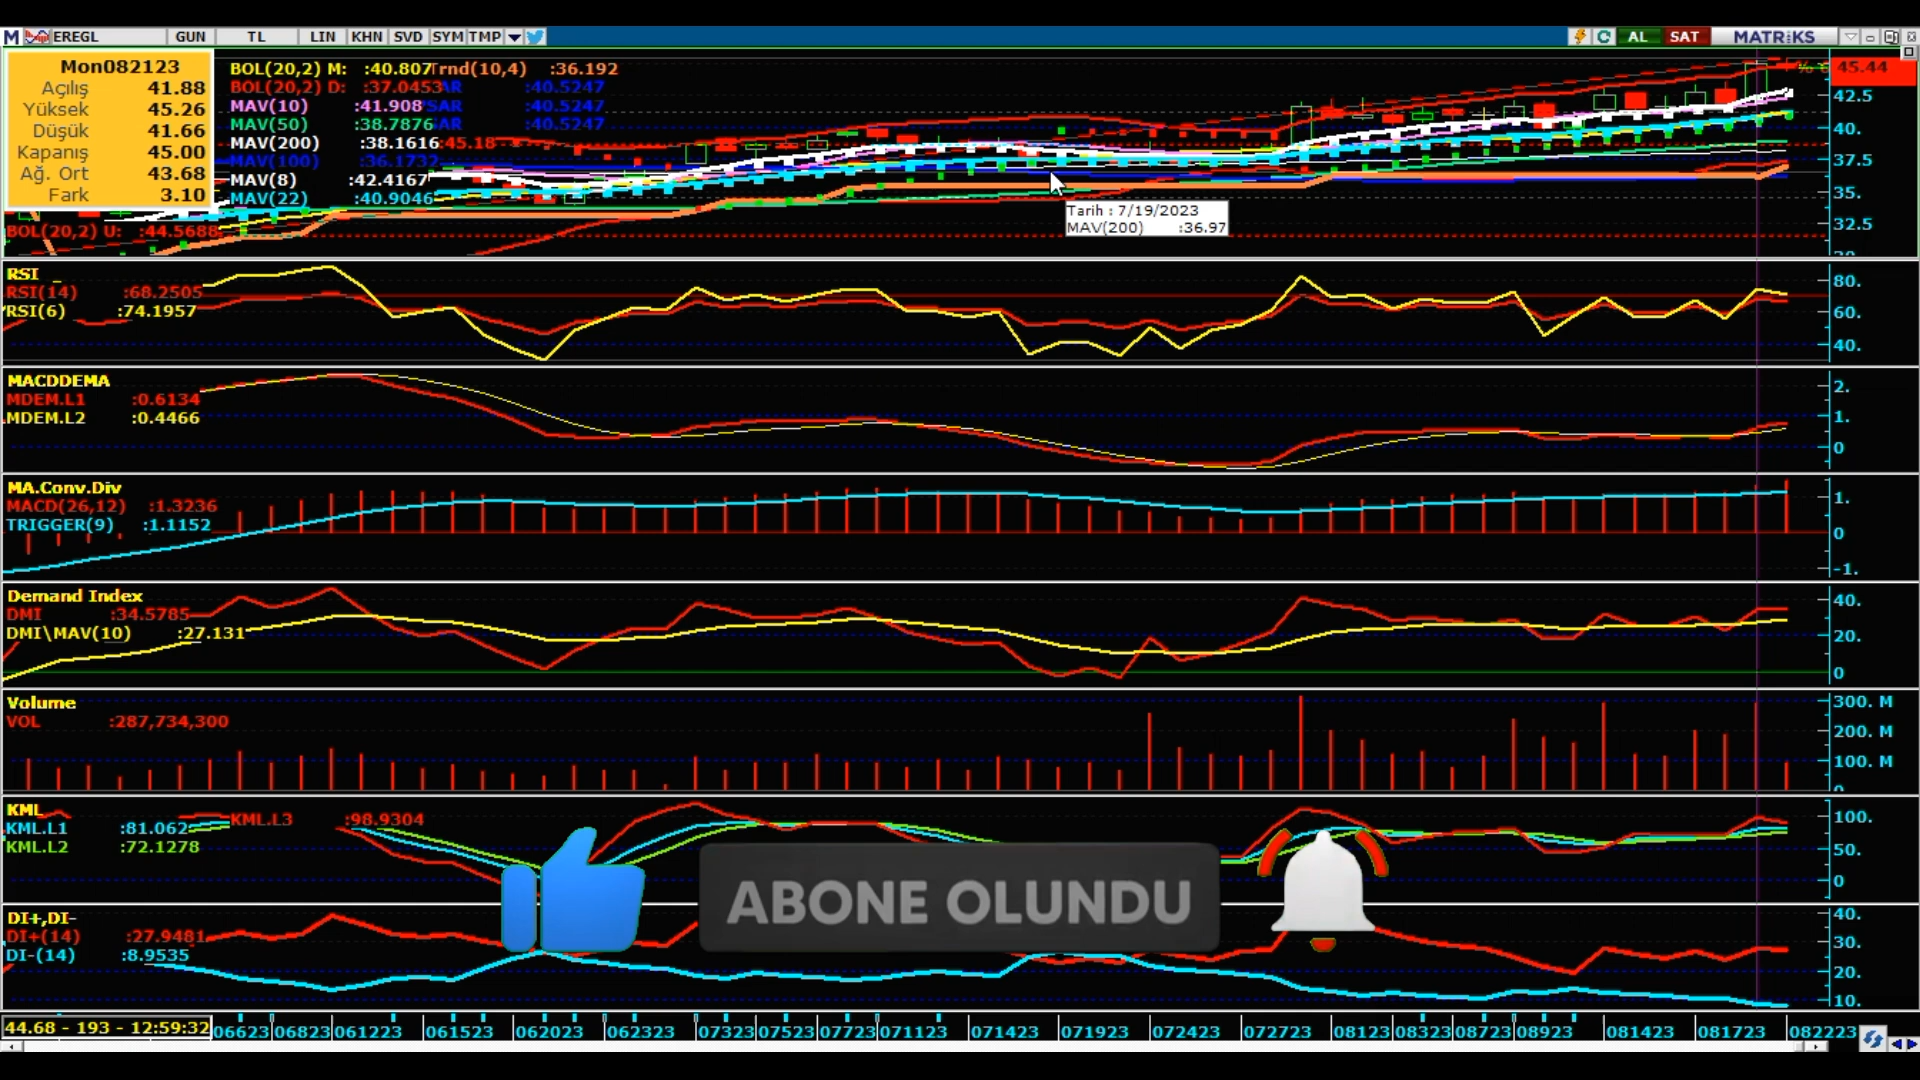 M EREGL GUN TL LIN KHN SVD SYM TMP AL SAT MATRiKS
Mon082123
Açılış 41.88
Yüksek 45.26
Düşük 41.66
Kapanış 45.00
Ağ. Ort 43.68
Fark 3.10
BOL(20,2) M: :40.807 Trnd(10,4) :36.192
BOL(20,2) D: :37.0453 AR :40.5247
MAV(10) :41.908 SAR :40.5247
MAV(50) :38.7876 AR :40.5247
MAV(200) :38.1616 :45.18
MAV(100) :36.1732
MAV(8) :42.4167
MAV(22) :40.9046
BOL(20,2) U: :44.5688
Tarih : 7/19/2023
MAV(200) :36.97
45.44
42.5
40.
37.5
35.
32.5
RSI
RSI(14) :68.2505
RSI(6) :74.1957
80.
60.
40.
MACDDEMA
MDEM.L1 :0.6134
MDEM.L2 :0.4466
2.
1.
0
MA.Conv.Div
MACD(26,12) :1.3236
TRIGGER(9) :1.1152
1.
0
-1.
Demand Index
DMI :34.5785
DMI\MAV(10) :27.131
40.
20.
0
Volume
VOL :287,734,300
300. M
200. M
100. M
KML
KML.L3 :98.9304
KML.L1 :81.062
KML.L2 :72.1278
100.
50.
0
ABONE OLUNDU
DI+,DI-
DI+(14) :27.9481
DI-(14) :8.9535
40.
30.
20.
10.
44.68 - 193 - 12:59:32 06623 06823 061223 061523 062023 062323 07323 07523 07723 071123 071423 071923 072423 072723 08123 08323 08723 08923 081423 081723 082223